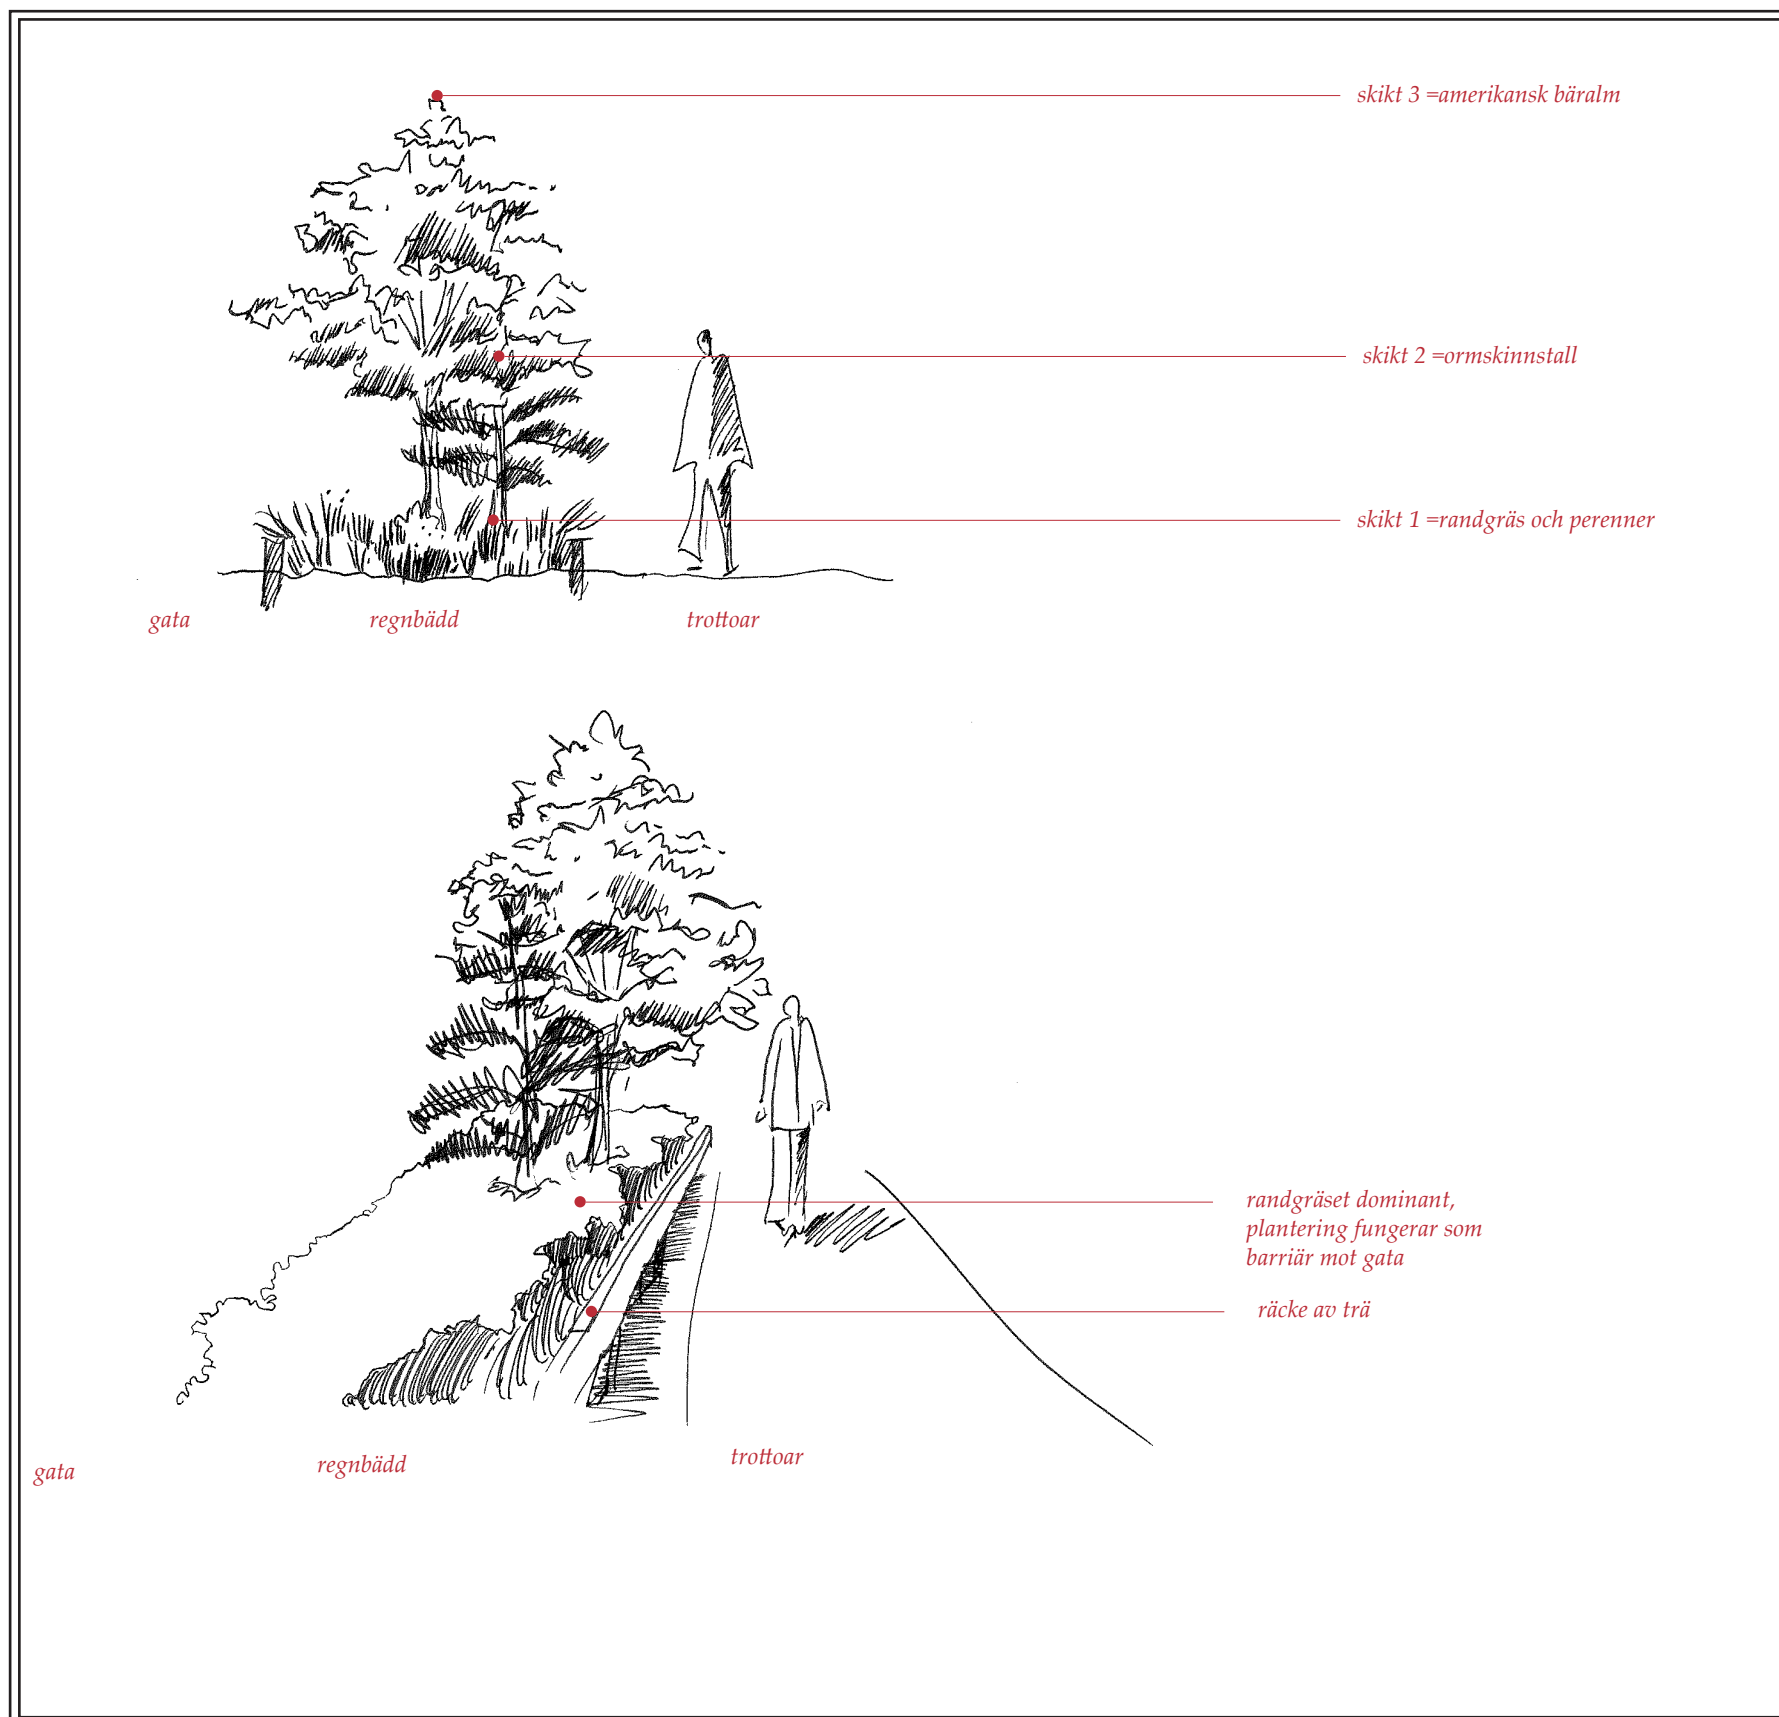 skikt 3 =amerikansk bäralm
skikt 2 =ormskinnstall
skikt 1 =randgräs och perenner
gata
regnbädd
trottoar
randgräset dominant,
plantering fungerar som
barriär mot gata
räcke av trä
gata
regnbädd
trottoar